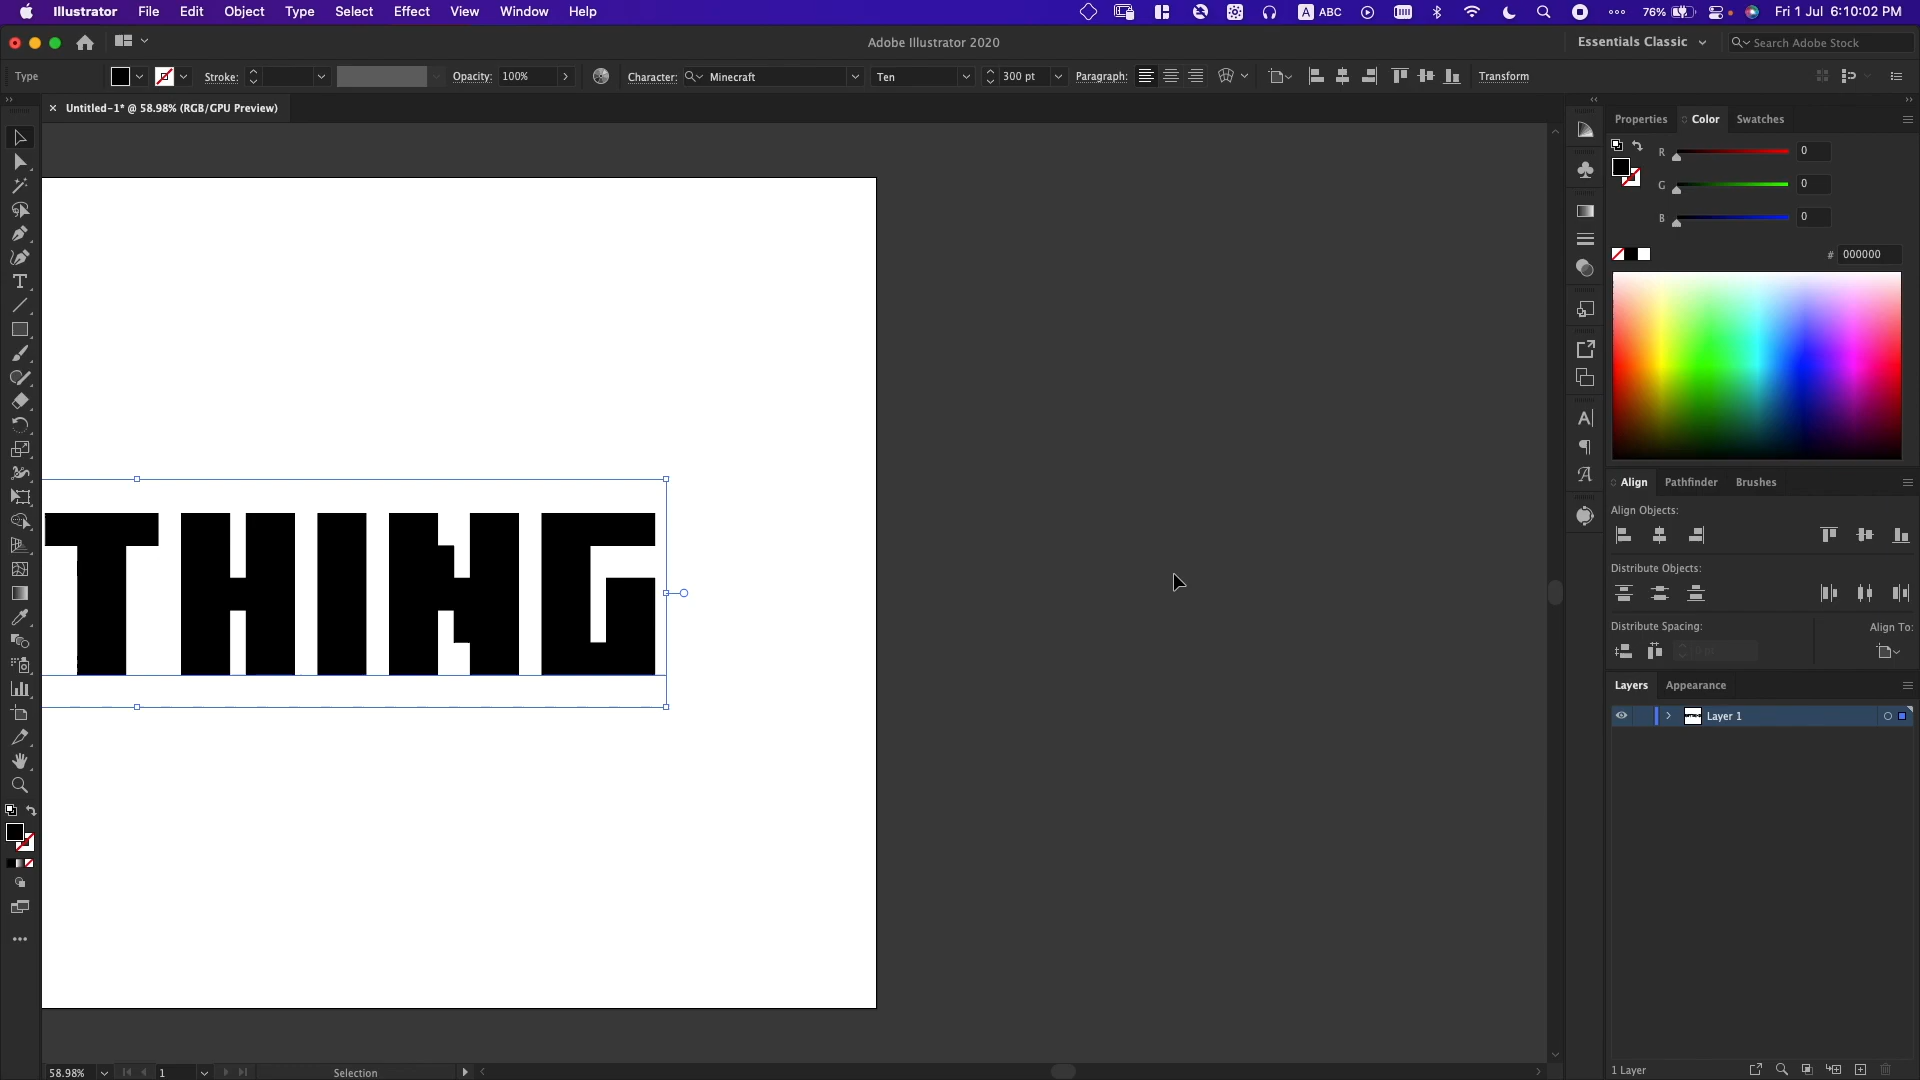 Illustrator File Edit Object Type Select Effect View Window Help ABC 76% Fri 1 Jul 6:10:02 PM
Adobe Illustrator 2020 Essentials Classic Search Adobe Stock
Type Stroke: Opacity: 100% Character: Minecraft Ten 300 pt Paragraph: Transform
× Untitled-1* @ 58.98% (RGB/GPU Preview)
Properties Color Swatches
R 0
G 0
B 0
# 000000
THING
Align Pathfinder Brushes
Align Objects:
Distribute Objects:
Distribute Spacing: Align To:
Layers Appearance
Layer 1
58.98% 1 Selection
1 Layer